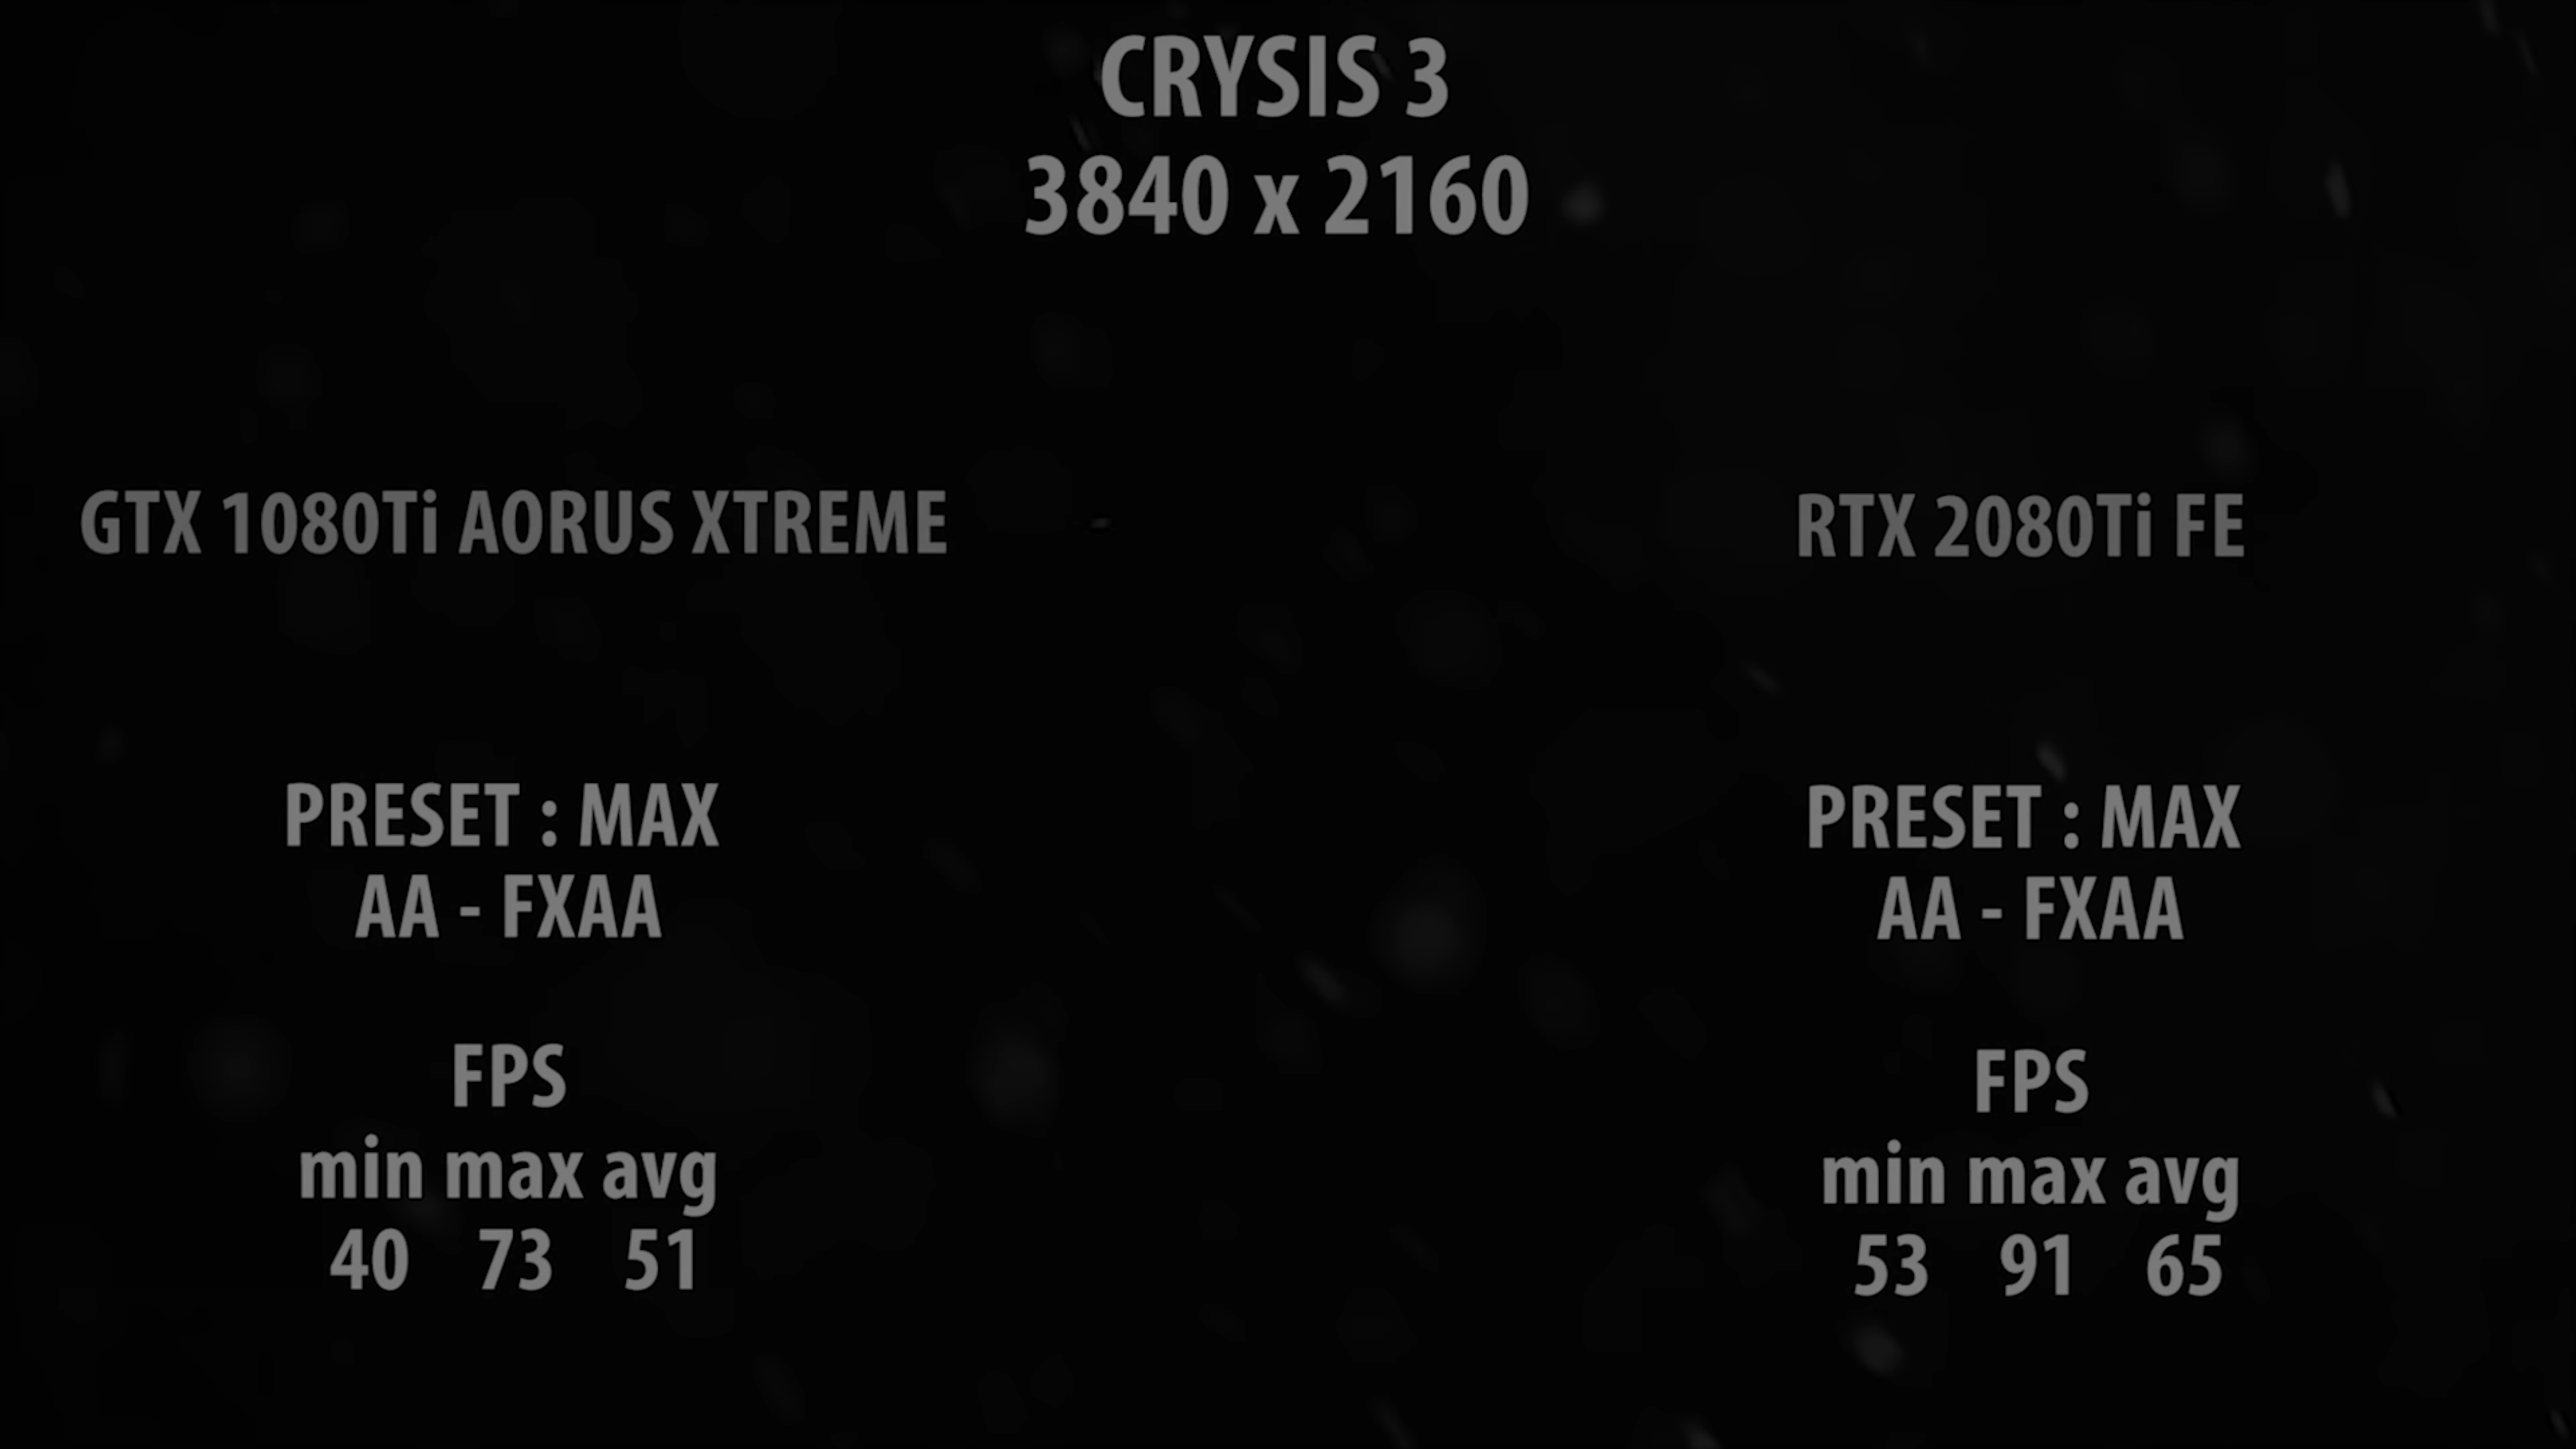 CRYSIS 3
3840 x 2160
GTX 1080Ti AORUS XTREME
PRESET : MAX
AA - FXAA
FPS
min max avg
40 73 51
RTX 2080Ti FE
PRESET : MAX
AA - FXAA
FPS
min max avg
53 91 65